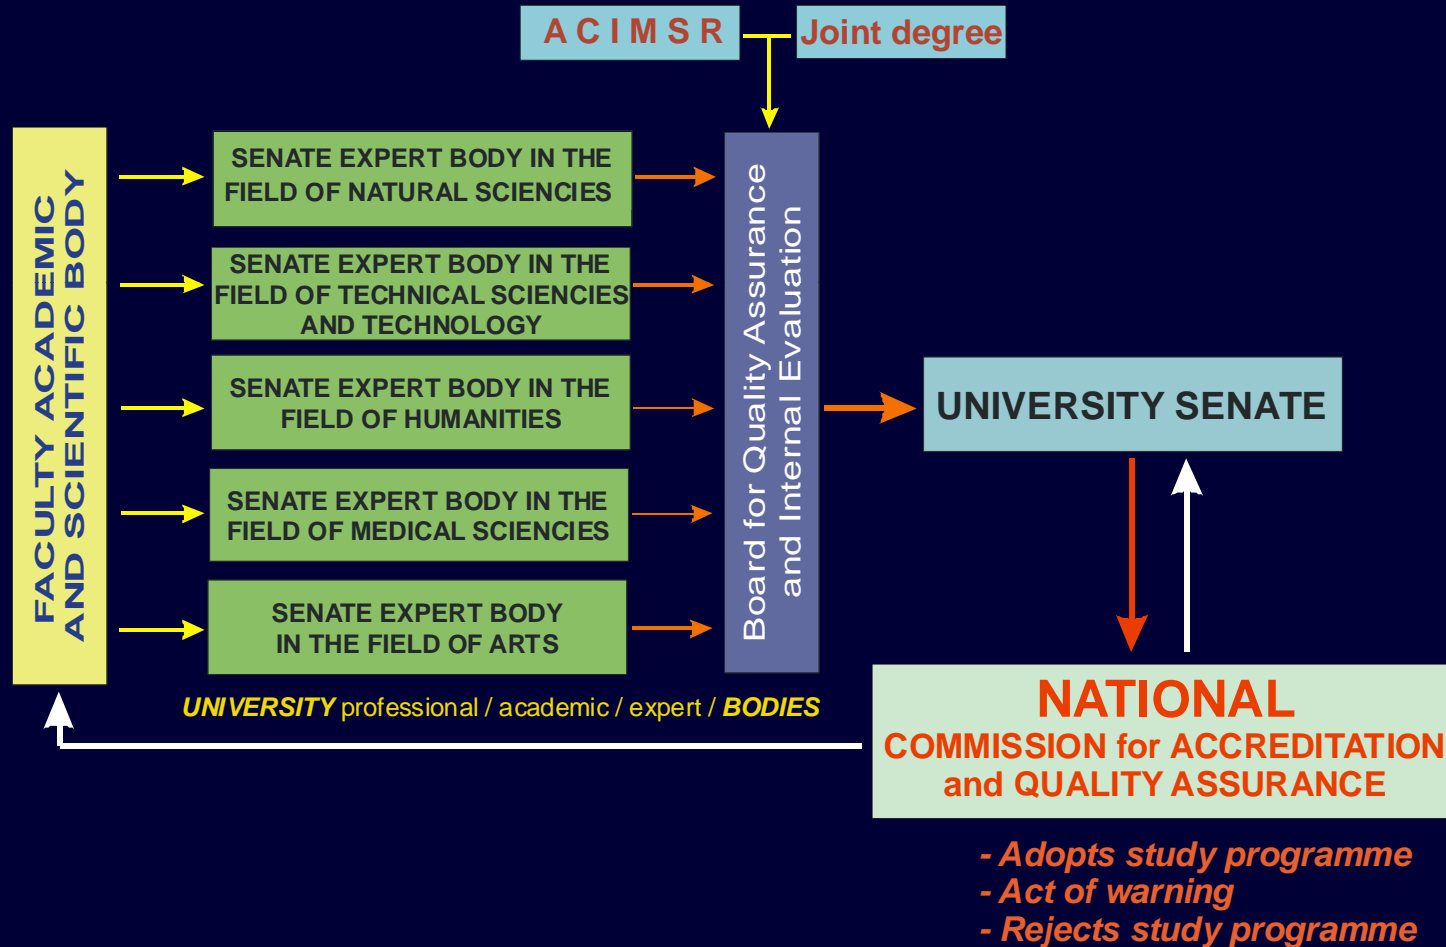 A C I M S R
Joint degree
FACULTY ACADEMIC
AND SCIENTIFIC BODY
SENATE EXPERT BODY IN THE
FIELD OF NATURAL SCIENCIES
SENATE EXPERT BODY IN THE
FIELD OF TECHNICAL SCIENCIES
AND TECHNOLOGY
SENATE EXPERT BODY IN THE
FIELD OF HUMANITIES
SENATE EXPERT BODY IN THE
FIELD OF MEDICAL SCIENCIES
SENATE EXPERT BODY
IN THE FIELD OF ARTS
UNIVERSITY professional / academic / expert / BODIES
Board for Quality Assurance
and Internal Evaluation
UNIVERSITY SENATE
NATIONAL
COMMISSION for ACCREDITATION
and QUALITY ASSURANCE
- Adopts study programme
- Act of warning
- Rejects study programme